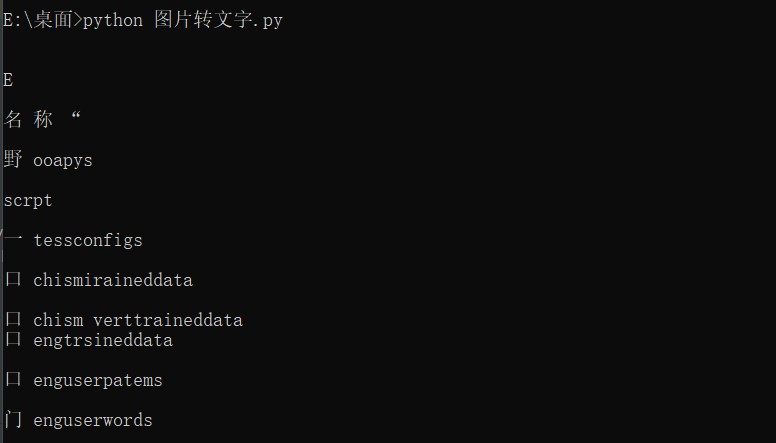 E:\桌面>python 图片转文字.py
E
名 称 “
野 ooapys
scrpt
一 tessconfigs
口 chismiraineddata
口 chism verttraineddata
口 engtrsineddata
口 enguserpatems
门 enguserwords